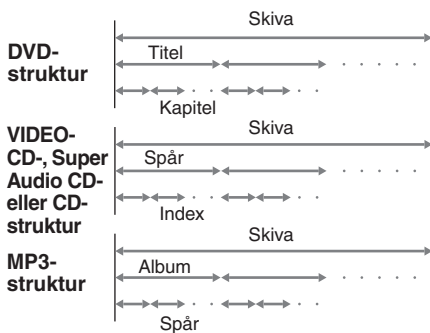 Skiva
DVD-
struktur
Titel
Kapitel
VIDEO-
CD-, Super
Audio CD-
eller CD-
struktur
Skiva
Spår
Index
MP3-
struktur
Skiva
Album
Spår